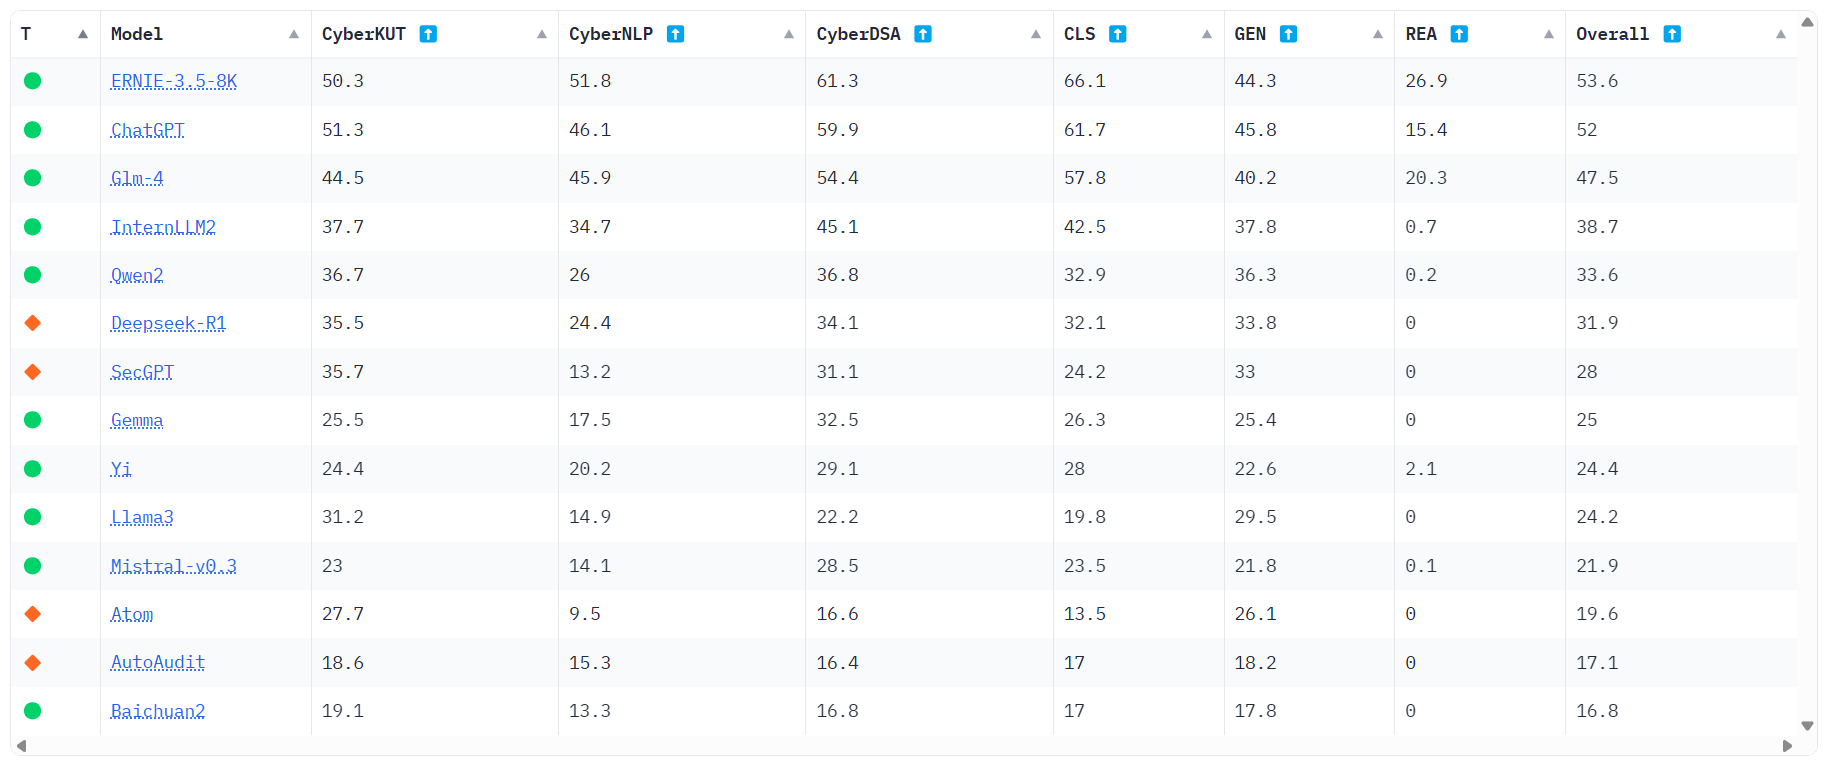 T Model CyberKUT CyberNLP CyberDSA CLS GEN REA Overall
ERNIE-3.5-8K 50.3 51.8 61.3 66.1 44.3 26.9 53.6
ChatGPT 51.3 46.1 59.9 61.7 45.8 15.4 52
Glm-4 44.5 45.9 54.4 57.8 40.2 20.3 47.5
InternLLM2 37.7 34.7 45.1 42.5 37.8 0.7 38.7
Qwen2 36.7 26 36.8 32.9 36.3 0.2 33.6
Deepseek-R1 35.5 24.4 34.1 32.1 33.8 0 31.9
SecGPT 35.7 13.2 31.1 24.2 33 0 28
Gemma 25.5 17.5 32.5 26.3 25.4 0 25
Yi 24.4 20.2 29.1 28 22.6 2.1 24.4
Llama3 31.2 14.9 22.2 19.8 29.5 0 24.2
Mistral-v0.3 23 14.1 28.5 23.5 21.8 0.1 21.9
Atom 27.7 9.5 16.6 13.5 26.1 0 19.6
AutoAudit 18.6 15.3 16.4 17 18.2 0 17.1
Baichuan2 19.1 13.3 16.8 17 17.8 0 16.8